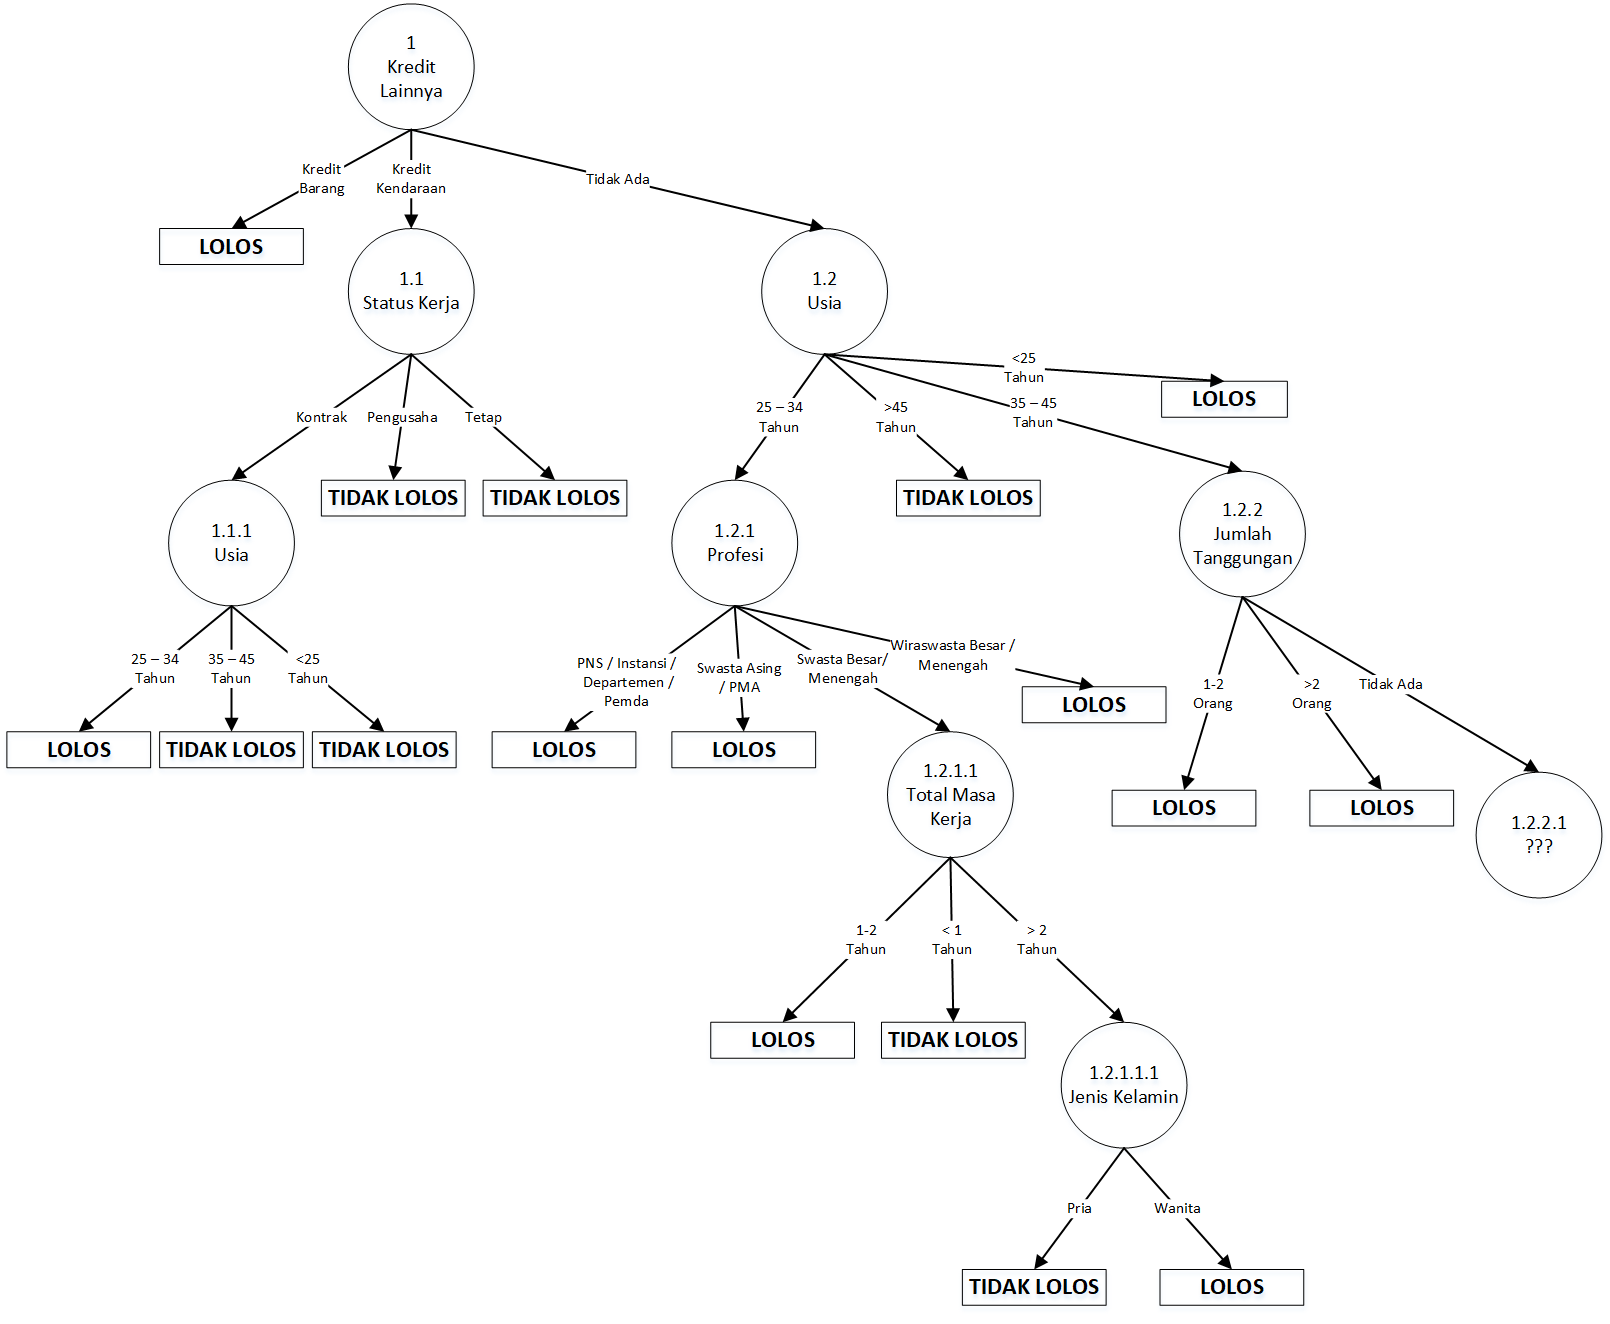 1
Kredit
Lainnya
Kredit
Barang
Kredit
Kendaraan
Tidak Ada
LOLOS
1.1
Status Kerja
1.2
Usia
<25
Tahun
LOLOS
Kontrak
Pengusaha
Tetap
25 – 34
Tahun
>45
Tahun
35 – 45
Tahun
TIDAK LOLOS
TIDAK LOLOS
TIDAK LOLOS
1.1.1
Usia
1.2.1
Profesi
1.2.2
Jumlah
Tanggungan
25 – 34
Tahun
35 – 45
Tahun
<25
Tahun
PNS / Instansi /
Departemen /
Pemda
Swasta Asing
/ PMA
Swasta Besar/
Menengah
Wiraswasta Besar /
Menengah
LOLOS
1-2
Orang
>2
Orang
Tidak Ada
LOLOS
TIDAK LOLOS
TIDAK LOLOS
LOLOS
LOLOS
1.2.1.1
Total Masa
Kerja
LOLOS
LOLOS
1.2.2.1
???
1-2
Tahun
< 1
Tahun
> 2
Tahun
LOLOS
TIDAK LOLOS
1.2.1.1.1
Jenis Kelamin
Pria
Wanita
TIDAK LOLOS
LOLOS